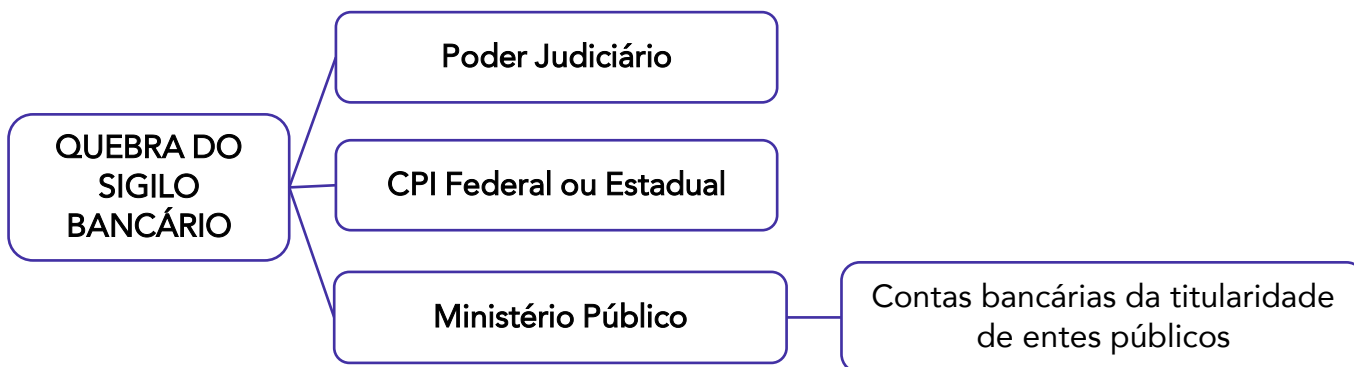 QUEBRA DO
SIGILO
BANCÁRIO
Poder Judiciário
CPI Federal ou Estadual
Ministério Público
Contas bancárias da titularidade
de entes públicos